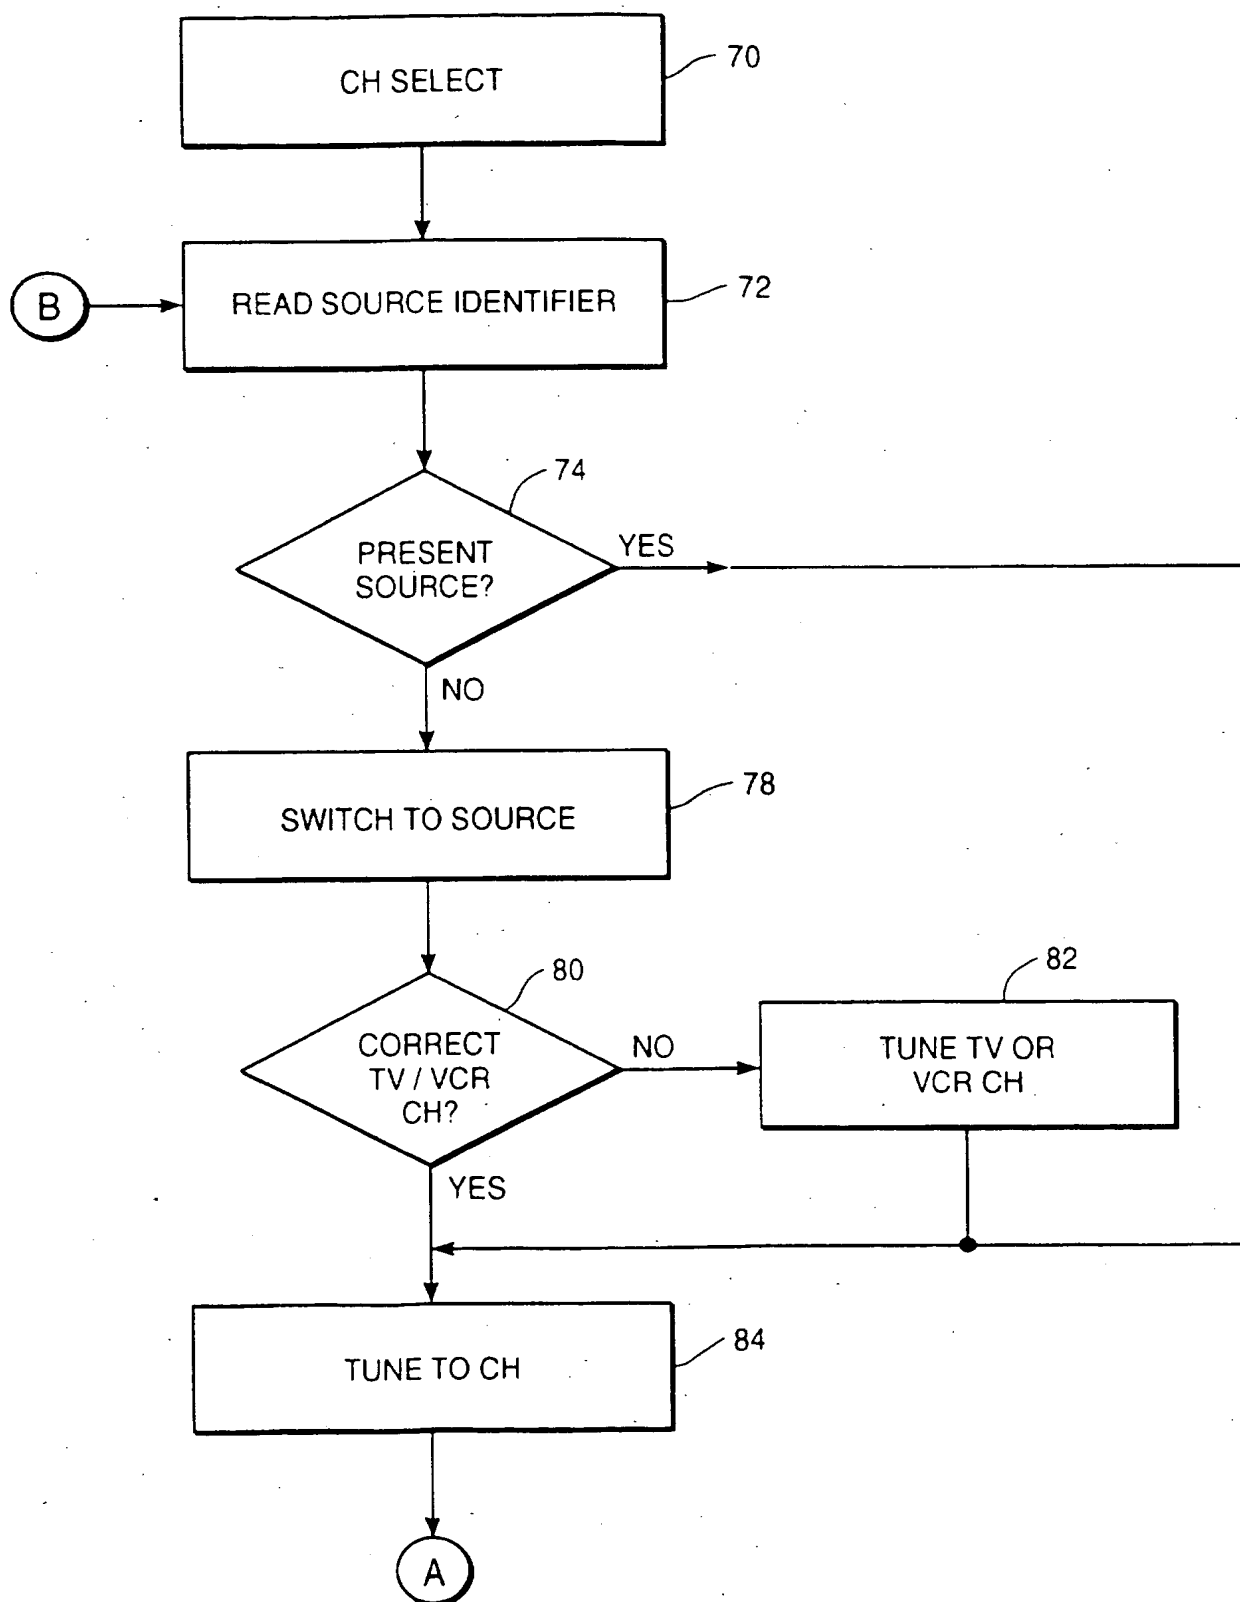 CH SELECT
70
B
READ SOURCE IDENTIFIER
72
74
PRESENT
SOURCE?
YES
NO
SWITCH TO SOURCE
78
80
CORRECT
TV / VCR
CH?
NO
82
TUNE TV OR
VCR CH
YES
TUNE TO CH
84
A